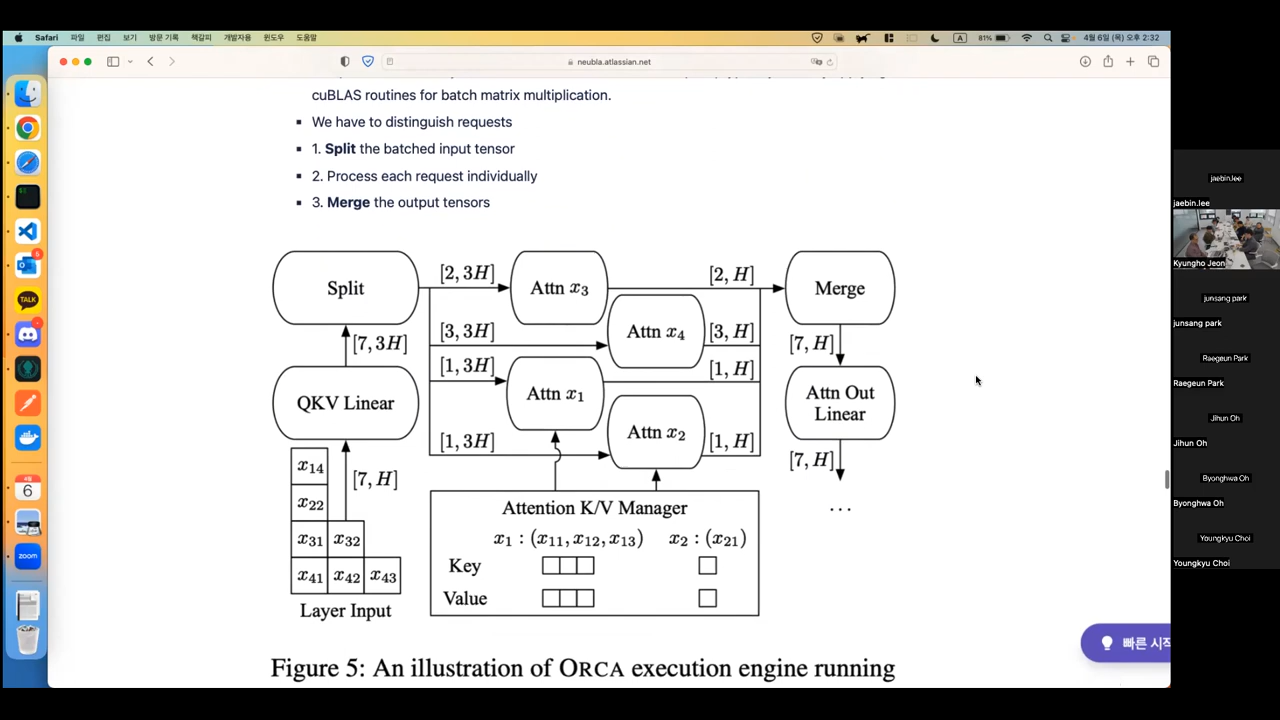 Safari 파일 편집 보기 방문 기록 책갈피 개발자용 윈도우 도움말
A 81% 4월 6일 (목) 오후 2:32
neubla.atlassian.net
cuBLAS routines for batch matrix multiplication.
▪ We have to distinguish requests
▪ 1. Split the batched input tensor
▪ 2. Process each request individually
▪ 3. Merge the output tensors
Split
[2, 3H]
Attn x3
[2, H]
Merge
[7, 3H]
[3, 3H]
Attn x4
[3, H]
[7, H]
QKV Linear
[1, 3H]
Attn x1
[1, H]
Attn Out
Linear
[1, 3H]
Attn x2
[1, H]
[7, H]
x14
[7, H]
x22
x31 x32
x41 x42 x43
Layer Input
Attention K/V Manager
x1 : (x11, x12, x13) x2 : (x21)
Key
Value
...
Figure 5: An illustration of ORCA execution engine running
빠른 시작
TALK
4월
6
zoom
jaebin.lee
jaebin.lee
Kyungho Jeon
junsang park
junsang park
Raegeun Park
Raegeun Park
Jihun Oh
Jihun Oh
Byonghwa Oh
Byonghwa Oh
Youngkyu Choi
Youngkyu Choi